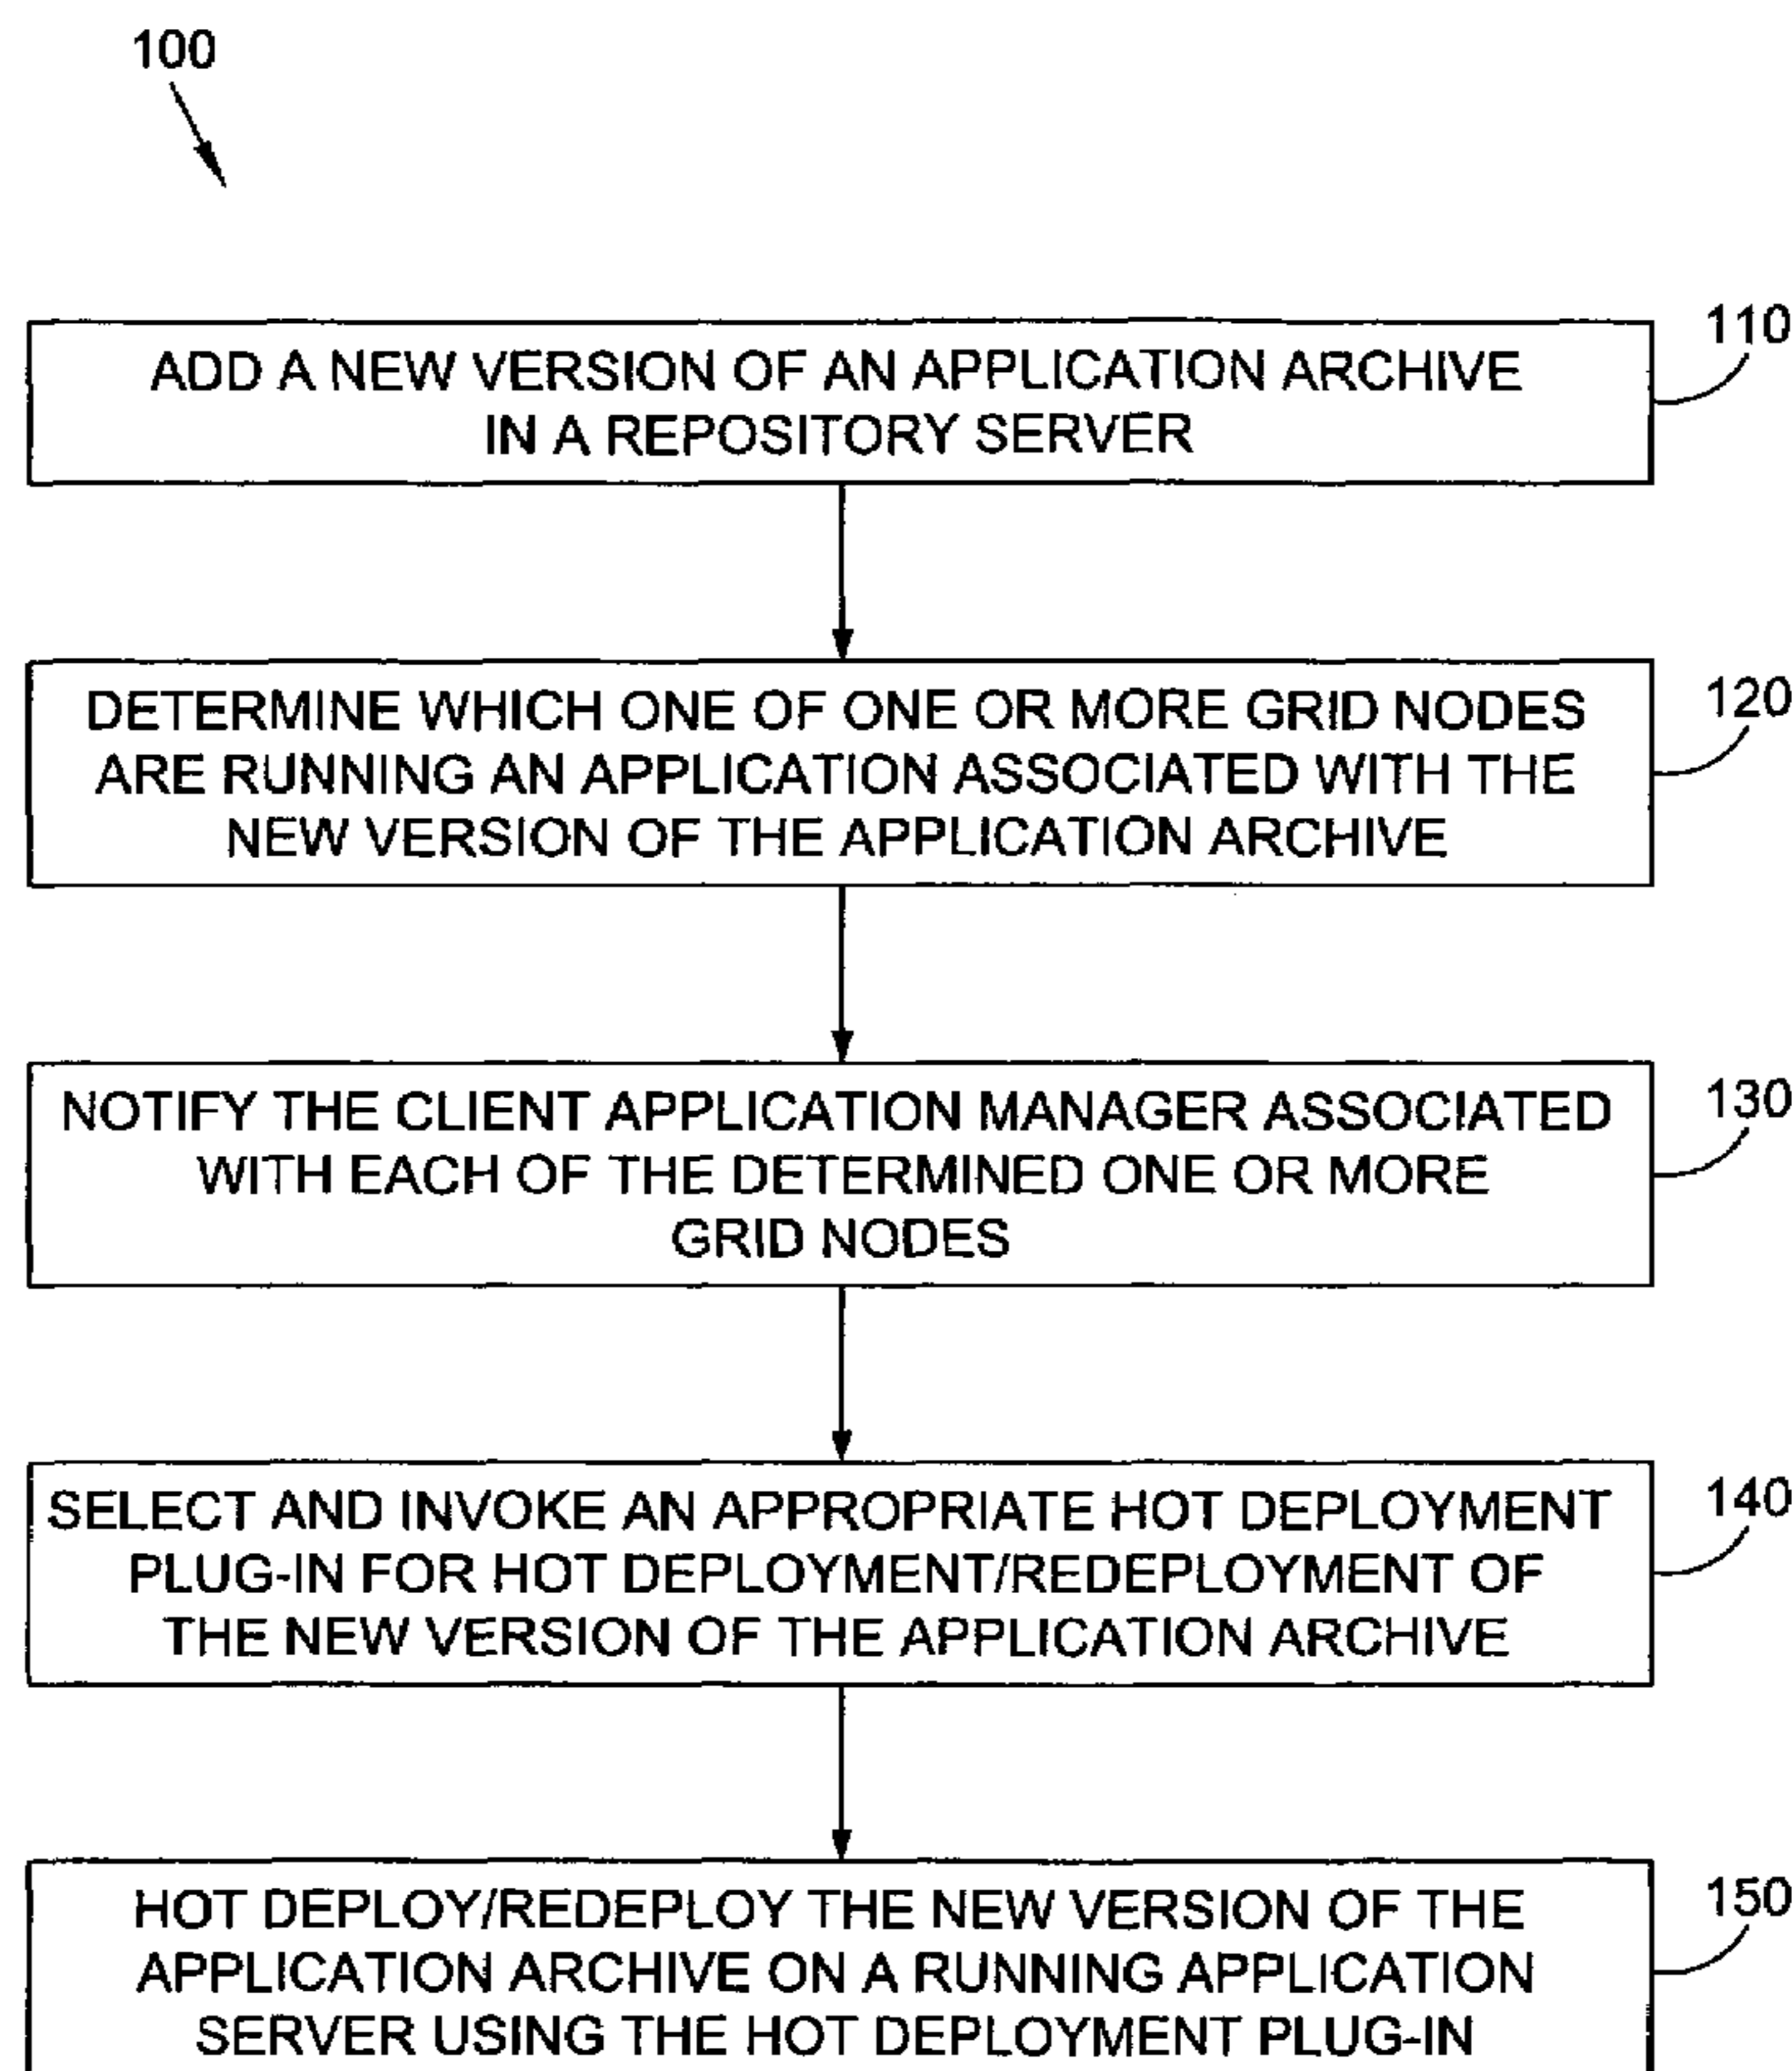 100
110
ADD A NEW VERSION OF AN APPLICATION ARCHIVE
IN A REPOSITORY SERVER
120
DETERMINE WHICH ONE OF ONE OR MORE GRID NODES
ARE RUNNING AN APPLICATION ASSOCIATED WITH THE
NEW VERSION OF THE APPLICATION ARCHIVE
130
NOTIFY THE CLIENT APPLICATION MANAGER ASSOCIATED
WITH EACH OF THE DETERMINED ONE OR MORE
GRID NODES
140
SELECT AND INVOKE AN APPROPRIATE HOT DEPLOYMENT
PLUG-IN FOR HOT DEPLOYMENT/REDEPLOYMENT OF
THE NEW VERSION OF THE APPLICATION ARCHIVE
150
HOT DEPLOY/REDEPLOY THE NEW VERSION OF THE
APPLICATION ARCHIVE ON A RUNNING APPLICATION
SERVER USING THE HOT DEPLOYMENT PLUG-IN